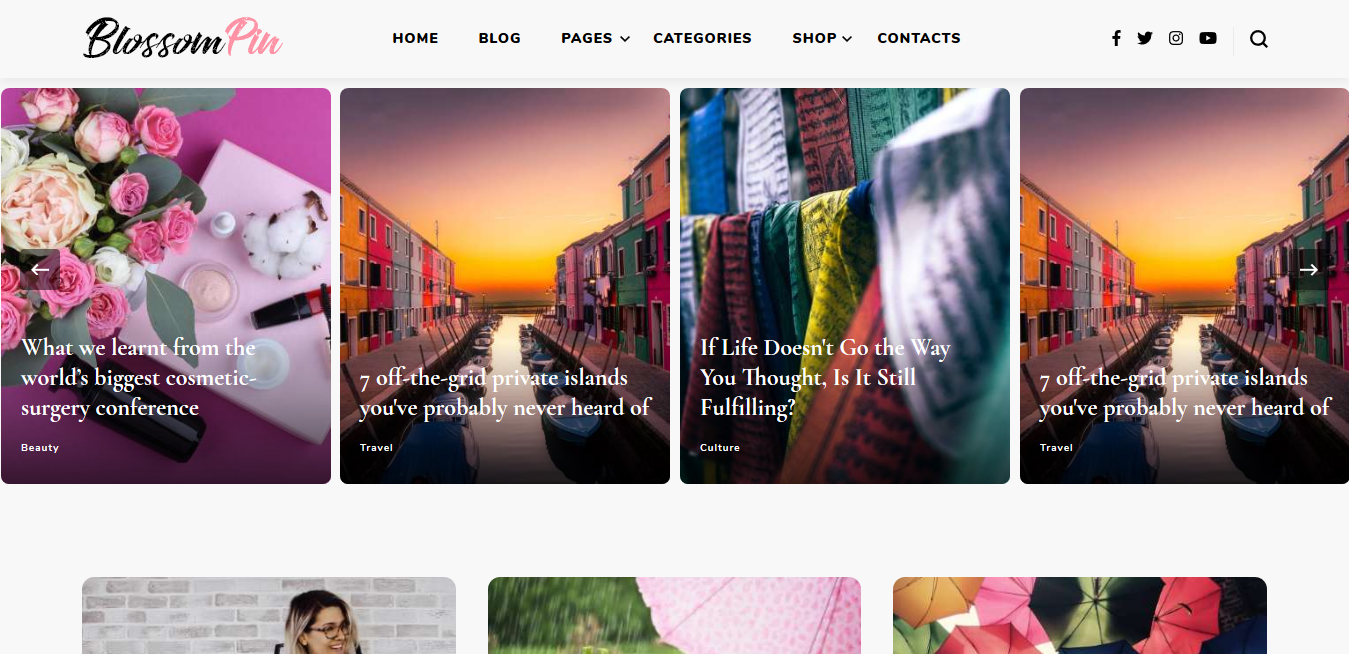 BlossomPin
HOME BLOG PAGES CATEGORIES SHOP CONTACTS
What we learnt from the
world’s biggest cosmetic-
surgery conference
Beauty
7 off-the-grid private islands
you've probably never heard of
Travel
If Life Doesn't Go the Way
You Thought, Is It Still
Fulfilling?
Culture
7 off-the-grid private islands
you've probably never heard of
Travel